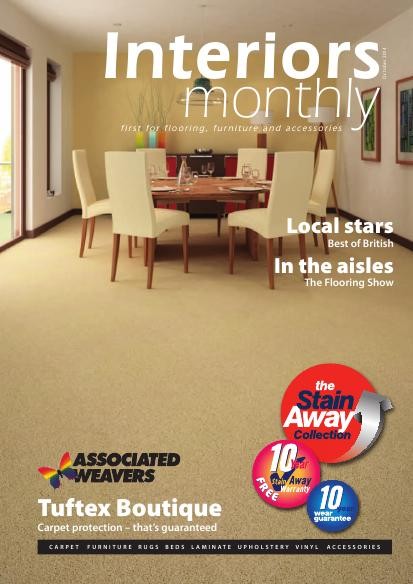 Interiors
monthly
October 2014
first for flooring, furniture and accessories
Local stars
Best of British
In the aisles
The Flooring Show
the
Stain
Away
Collection
ASSOCIATED
WEAVERS
10 year
Stain Away
Warranty
FREE
10 year
wear
guarantee
Tuftex Boutique
Carpet protection – that's guaranteed
CARPET FURNITURE RUGS BEDS LAMINATE UPHOLSTERY VINYL ACCESSORIES